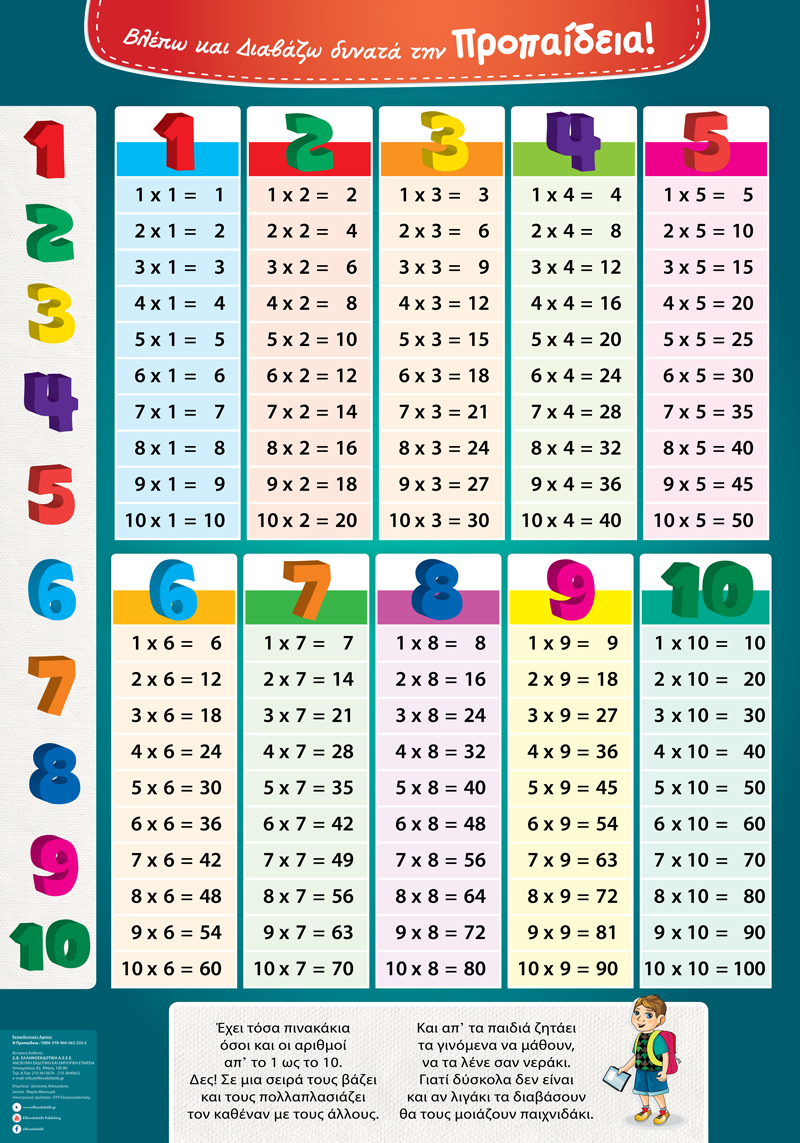 Βλέπω και Διαβάζω δυνατά την Προπαίδεια!
1
2
3
4
5
6
7
8
9
10
1
1 x 1 = 1
2 x 1 = 2
3 x 1 = 3
4 x 1 = 4
5 x 1 = 5
6 x 1 = 6
7 x 1 = 7
8 x 1 = 8
9 x 1 = 9
10 x 1 = 10
2
1 x 2 = 2
2 x 2 = 4
3 x 2 = 6
4 x 2 = 8
5 x 2 = 10
6 x 2 = 12
7 x 2 = 14
8 x 2 = 16
9 x 2 = 18
10 x 2 = 20
3
1 x 3 = 3
2 x 3 = 6
3 x 3 = 9
4 x 3 = 12
5 x 3 = 15
6 x 3 = 18
7 x 3 = 21
8 x 3 = 24
9 x 3 = 27
10 x 3 = 30
4
1 x 4 = 4
2 x 4 = 8
3 x 4 = 12
4 x 4 = 16
5 x 4 = 20
6 x 4 = 24
7 x 4 = 28
8 x 4 = 32
9 x 4 = 36
10 x 4 = 40
5
1 x 5 = 5
2 x 5 = 10
3 x 5 = 15
4 x 5 = 20
5 x 5 = 25
6 x 5 = 30
7 x 5 = 35
8 x 5 = 40
9 x 5 = 45
10 x 5 = 50
6
1 x 6 = 6
2 x 6 = 12
3 x 6 = 18
4 x 6 = 24
5 x 6 = 30
6 x 6 = 36
7 x 6 = 42
8 x 6 = 48
9 x 6 = 54
10 x 6 = 60
7
1 x 7 = 7
2 x 7 = 14
3 x 7 = 21
4 x 7 = 28
5 x 7 = 35
6 x 7 = 42
7 x 7 = 49
8 x 7 = 56
9 x 7 = 63
10 x 7 = 70
8
1 x 8 = 8
2 x 8 = 16
3 x 8 = 24
4 x 8 = 32
5 x 8 = 40
6 x 8 = 48
7 x 8 = 56
8 x 8 = 64
9 x 8 = 72
10 x 8 = 80
9
1 x 9 = 9
2 x 9 = 18
3 x 9 = 27
4 x 9 = 36
5 x 9 = 45
6 x 9 = 54
7 x 9 = 63
8 x 9 = 72
9 x 9 = 81
10 x 9 = 90
10
1 x 10 = 10
2 x 10 = 20
3 x 10 = 30
4 x 10 = 40
5 x 10 = 50
6 x 10 = 60
7 x 10 = 70
8 x 10 = 80
9 x 10 = 90
10 x 10 = 100
Έχει τόσα πινακάκια
όσοι και οι αριθμοί
απ' το 1 ως το 10.
Δες! Σε μια σειρά τους βάζει
και τους πολλαπλασιάζει
τον καθέναν με τους άλλους.
Και απ' τα παιδιά ζητάει
τα γινόμενα να μάθουν,
να τα λένε σαν νεράκι.
Γιατί δύσκολα δεν είναι
και αν λιγάκι τα διαβάσουν
θα τους μοιάζουν παιχνιδάκι.
Εκπαιδευτικές Αφίσες
Η Προπαίδεια / ISBN: 978-960-563-233-5
Δ.Β. ΕΛΛΗΝΟΕΚΔΟΤΙΚΗ Α.Ε.Ε.Ε.
ΑΝΩΝΥΜΗ ΕΚΔΟΤΙΚΗ ΚΑΙ ΕΜΠΟΡΙΚΗ ΕΤΑΙΡΕΙΑ